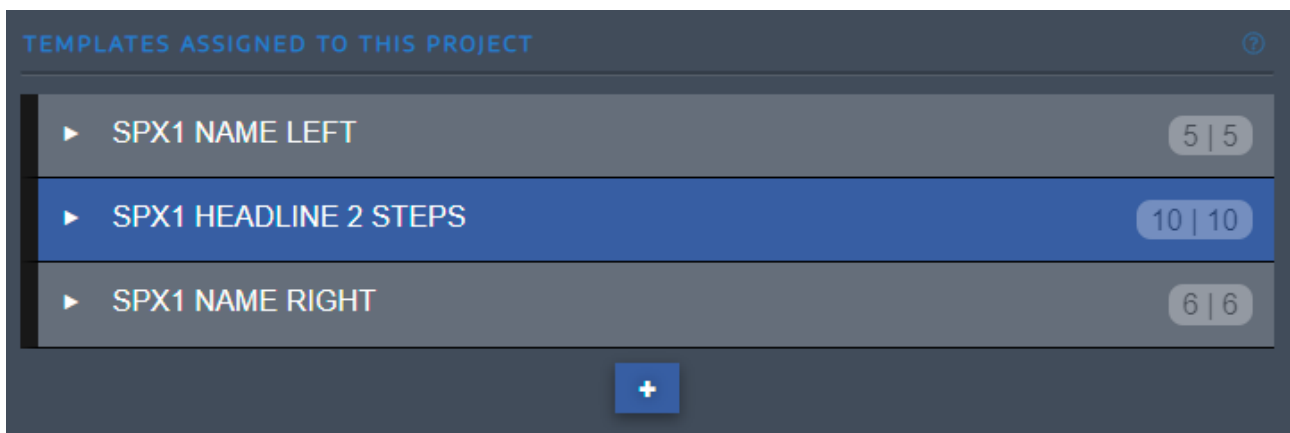 TEMPLATES ASSIGNED TO THIS PROJECT ?
SPX1 NAME LEFT 5 | 5
SPX1 HEADLINE 2 STEPS 10 | 10
SPX1 NAME RIGHT 6 | 6
+